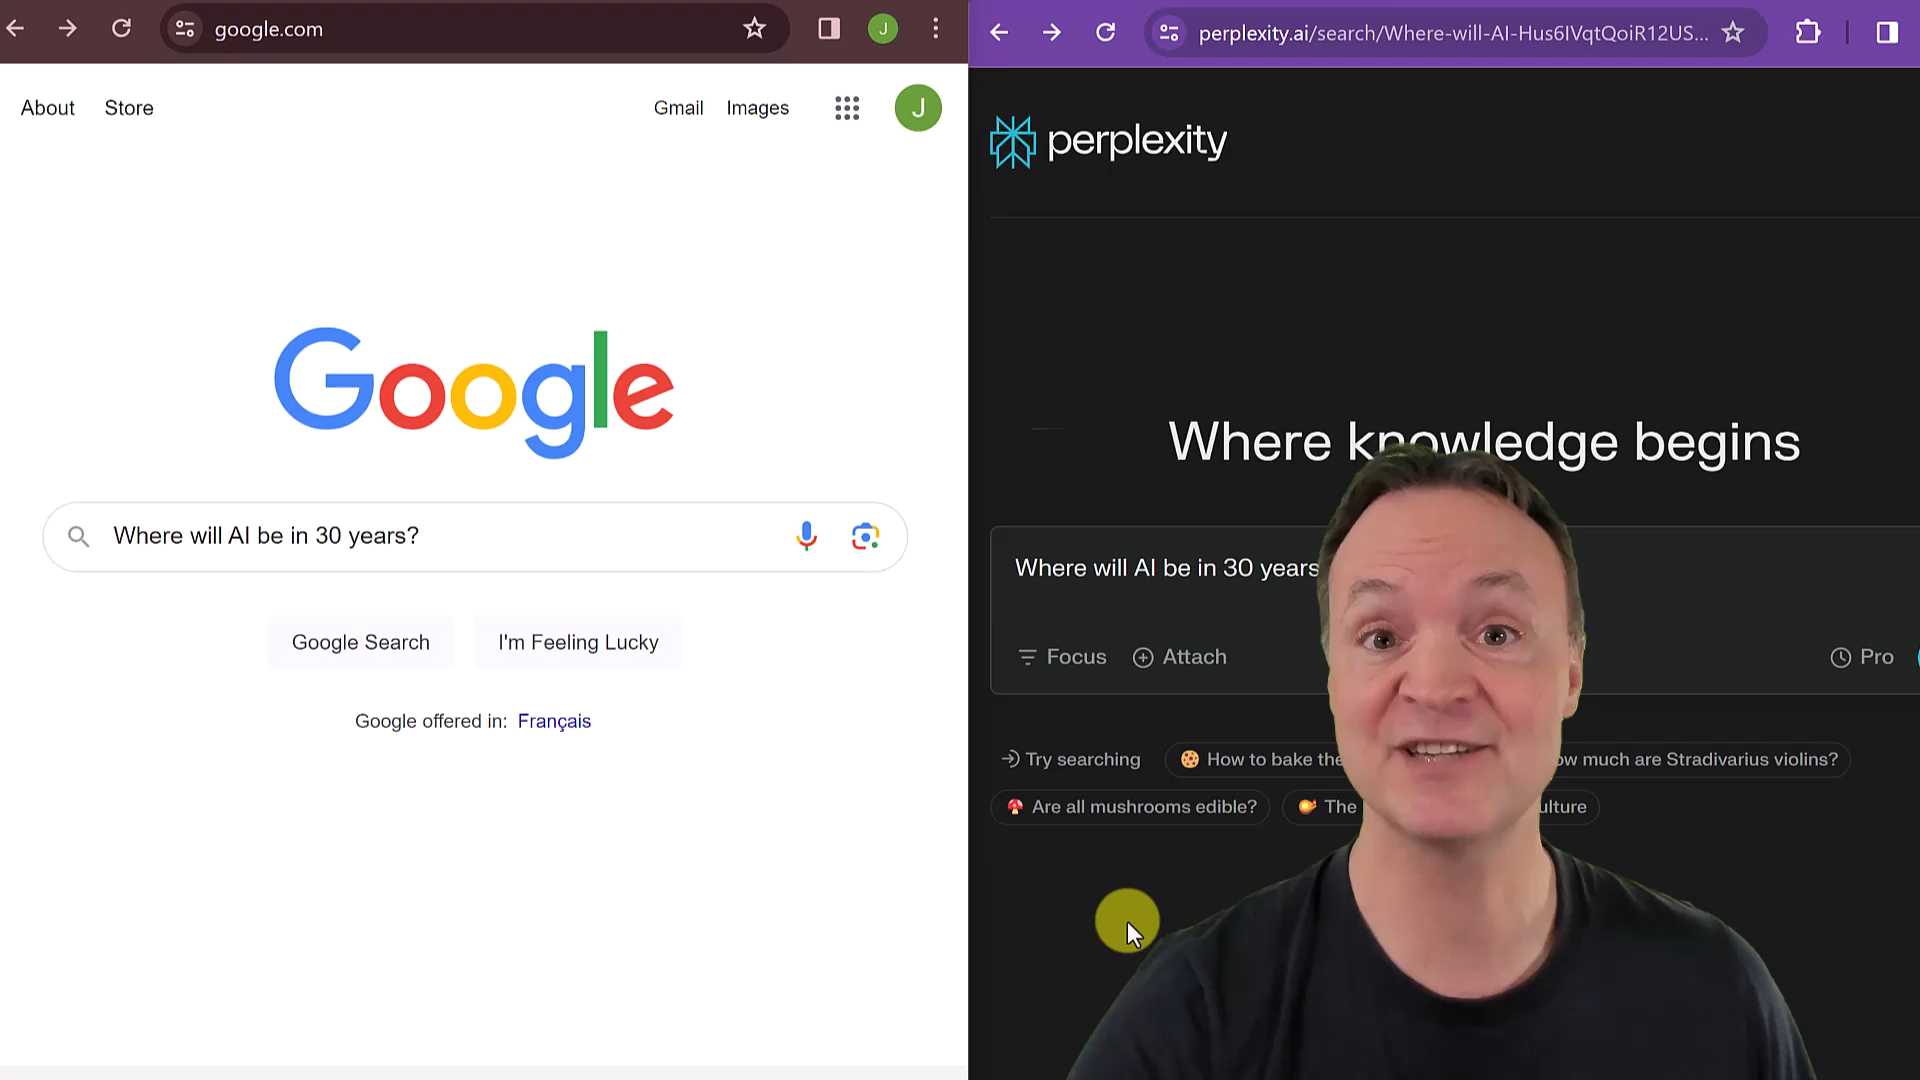 google.com
J
About
Store
Gmail
Images
J
Google
Where will AI be in 30 years?
Google Search
I'm Feeling Lucky
Google offered in: Français
perplexity.ai/search/Where-will-AI-Hus6IVqtQoiR12US...
perplexity
Where knowledge begins
Where will AI be in 30 years
Focus
Attach
Pro
Try searching
How to bake the
ow much are Stradivarius violins?
Are all mushrooms edible?
The
ulture